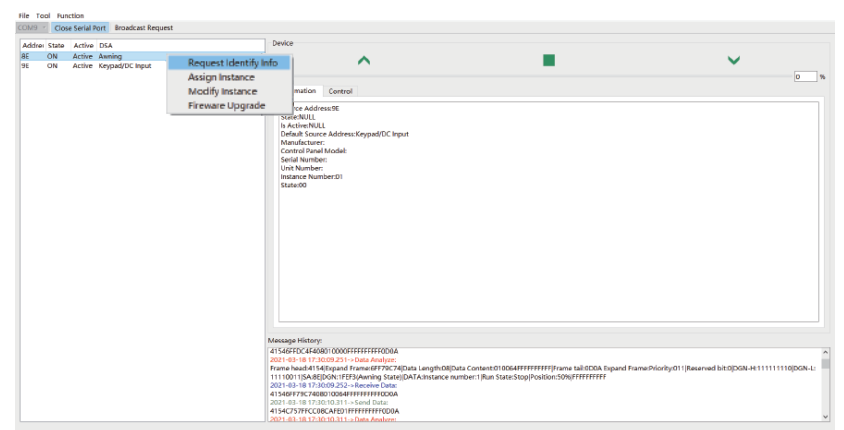 File Tool Function
COM9 Close Serial Port Broadcast Request
Addres State Active DSA
8E ON Active Awning
9E ON Active Keypad/DC Input
Request Identify Info
Assign Instance
Modify Instance
Fireware Upgrade
Device
0 %
mation Control
rce Address:9E
State:NULL
Is Active:NULL
Default Source Address:Keypad/DC Input
Manufacturer:
Control Panel Model:
Serial Number:
Unit Number:
Instance Number:01
State:00
Message History:
41546FFDC4F408010000FFFFFFFFFF0D0A
2021-03-18 17:30:09.251->Data Analyze:
Frame head:4154|Expand Frame:6FF79C74|Data Length:08|Data Content:010064FFFFFFFFFF|Frame tail:0D0A Expand Frame:Priority:011|Reserved bit:0|DGN-H:111111110|DGN-L:
11110011|SA:8E|DGN:1FEF3(Awning State)|DATA:Instance number:1|Run State:Stop|Position:50%|FFFFFFFFFF
2021-03-18 17:30:09.252->Receive Data:
41546FF79C7408010064FFFFFFFFFF0D0A
2021-03-18 17:30:10.311->Send Data:
4154C757FFCC08CAFE01FFFFFFFFFF0D0A
2021-03-18 17:30:10.311->Data Analyze: